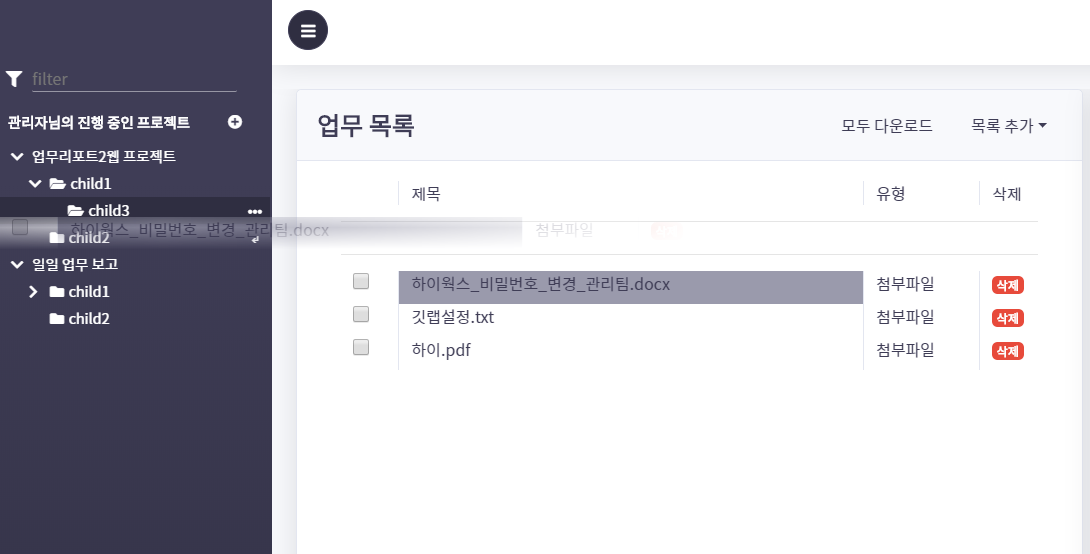 filter
관리자님의 진행 중인 프로젝트
업무리포트2웹 프로젝트
child1
child3
하이웍스_비밀번호_변경_관리팀.docx 첨부파일 삭제
child2
일일 업무 보고
child1
child2
업무 목록
모두 다운로드 목록 추가
제목 유형 삭제
하이웍스_비밀번호_변경_관리팀.docx 첨부파일 삭제
깃랩설정.txt 첨부파일 삭제
하이.pdf 첨부파일 삭제